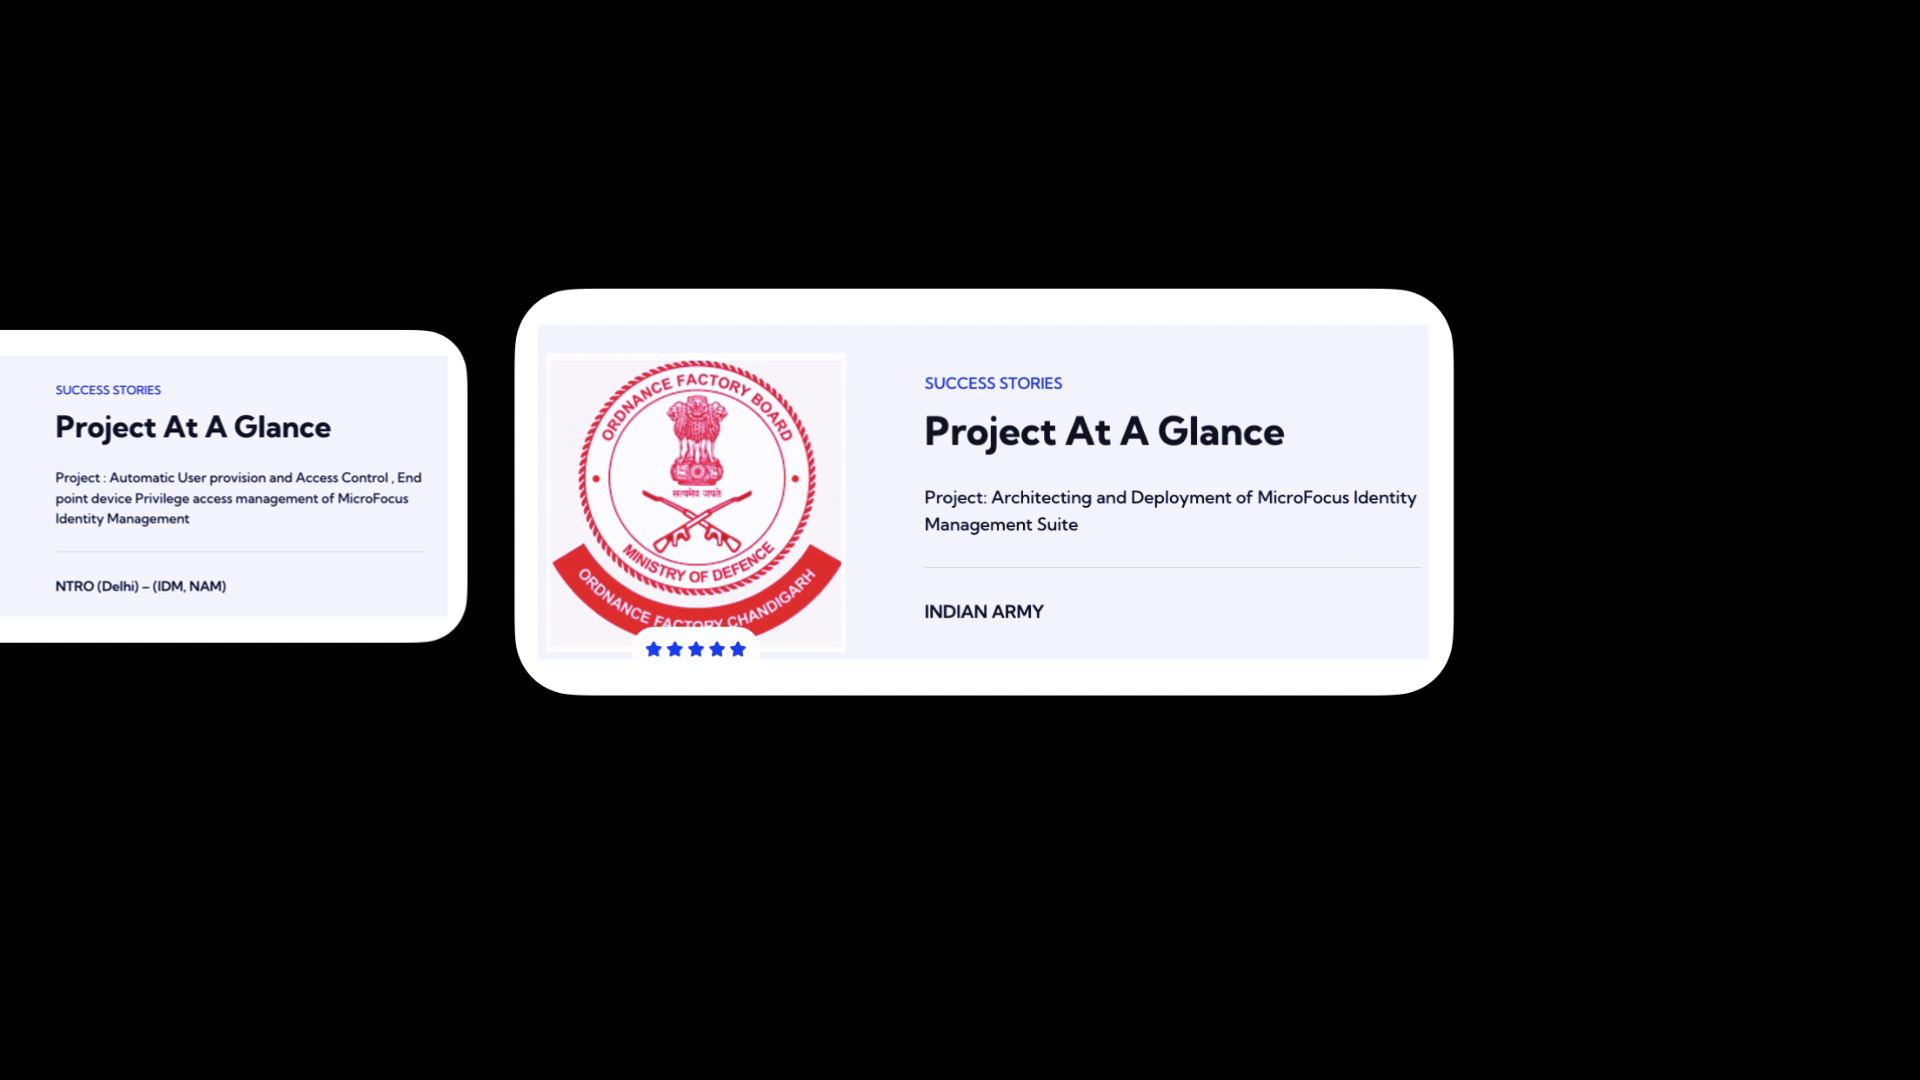 SUCCESS STORIES
Project At A Glance
Project : Automatic User provision and Access Control , End
point device Privilege access management of MicroFocus
Identity Management
NTRO (Delhi) – (IDM, NAM)
ORDNANCE FACTORY BOARD
सत्यमेव जयते
MINISTRY OF DEFENCE
ORDNANCE FACTORY CHANDIGARH
SUCCESS STORIES
Project At A Glance
Project: Architecting and Deployment of MicroFocus Identity
Management Suite
INDIAN ARMY